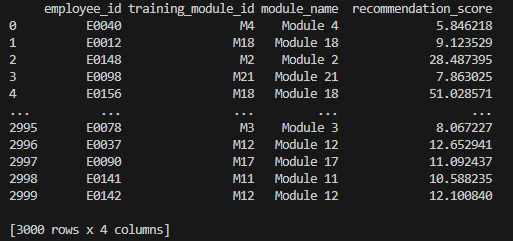 employee_id training_module_id module_name recommendation_score
0 E0040 M4 Module 4 5.846218
1 E0012 M18 Module 18 9.123529
2 E0148 M2 Module 2 28.487395
3 E0098 M21 Module 21 7.863025
4 E0156 M18 Module 18 51.028571
... ... ... ... ...
2995 E0078 M3 Module 3 8.067227
2996 E0037 M12 Module 12 12.652941
2997 E0090 M17 Module 17 11.092437
2998 E0141 M11 Module 11 10.588235
2999 E0142 M12 Module 12 12.100840
[3000 rows x 4 columns]